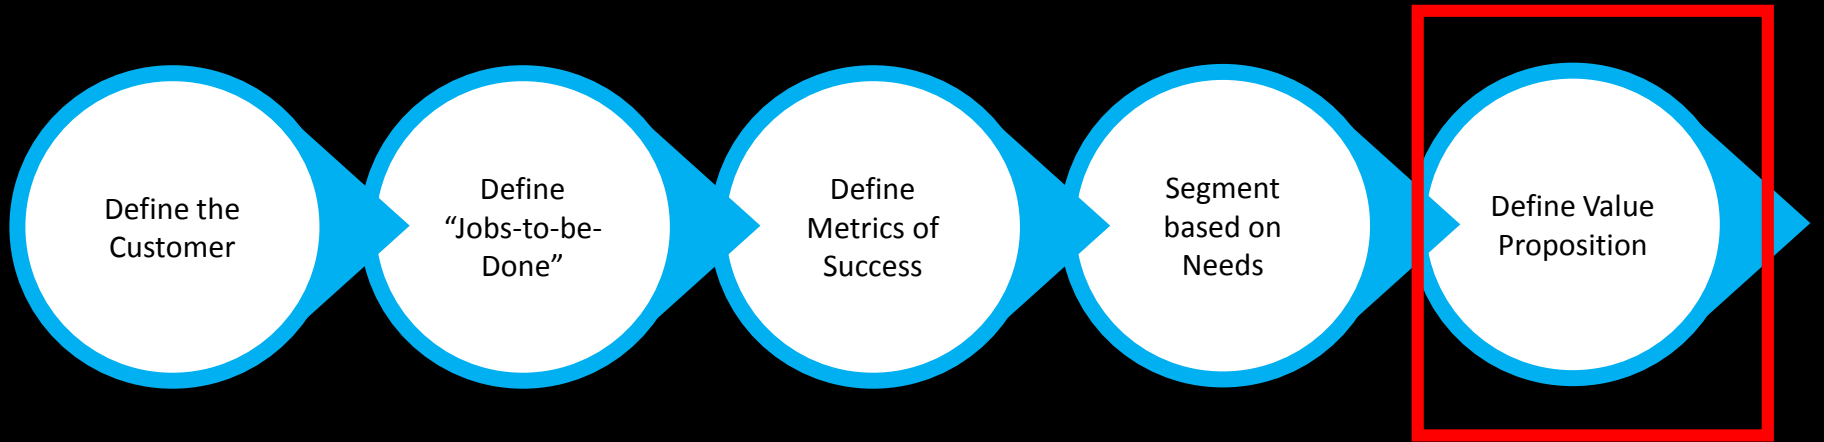 Define the
Customer
Define
“Jobs-to-be-
Done”
Define
Metrics of
Success
Segment
based on
Needs
Define Value
Proposition